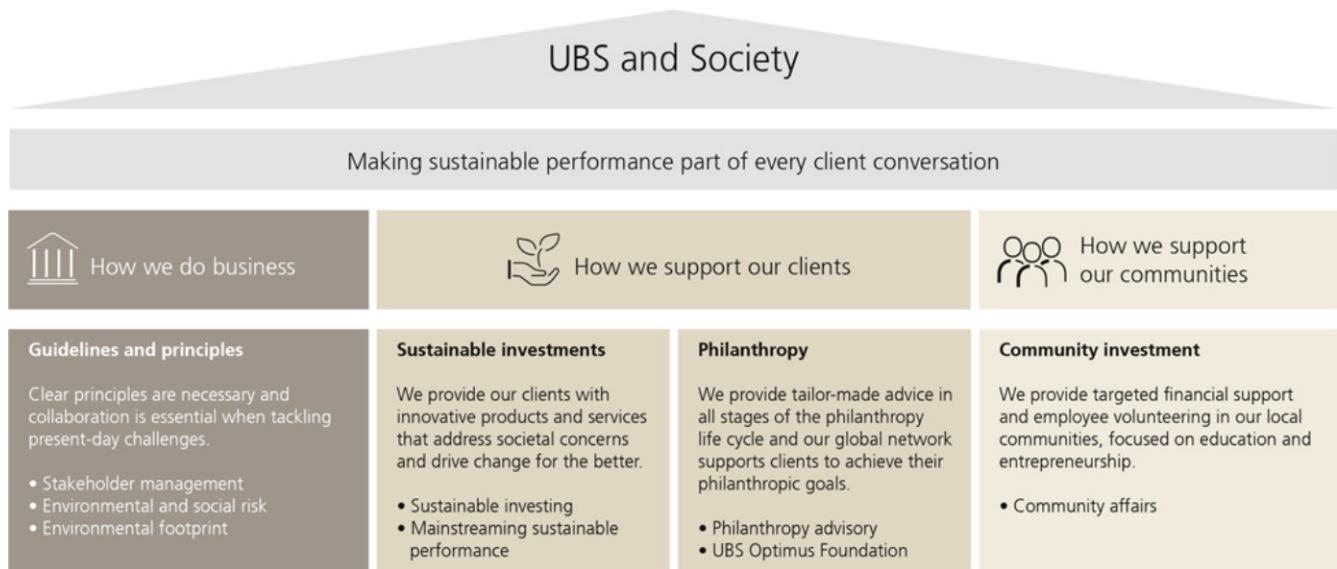 UBS and Society
Making sustainable performance part of every client conversation
How we do business
How we support our clients
How we support
our communities
Guidelines and principles
Clear principles are necessary and
collaboration is essential when tackling
present-day challenges.
• Stakeholder management
• Environmental and social risk
• Environmental footprint
Sustainable investments
We provide our clients with
innovative products and services
that address societal concerns
and drive change for the better.
• Sustainable investing
• Mainstreaming sustainable
performance
Philanthropy
We provide tailor-made advice in
all stages of the philanthropy
life cycle and our global network
supports clients to achieve their
philanthropic goals.
• Philanthropy advisory
• UBS Optimus Foundation
Community investment
We provide targeted financial support
and employee volunteering in our local
communities, focused on education and
entrepreneurship.
• Community affairs